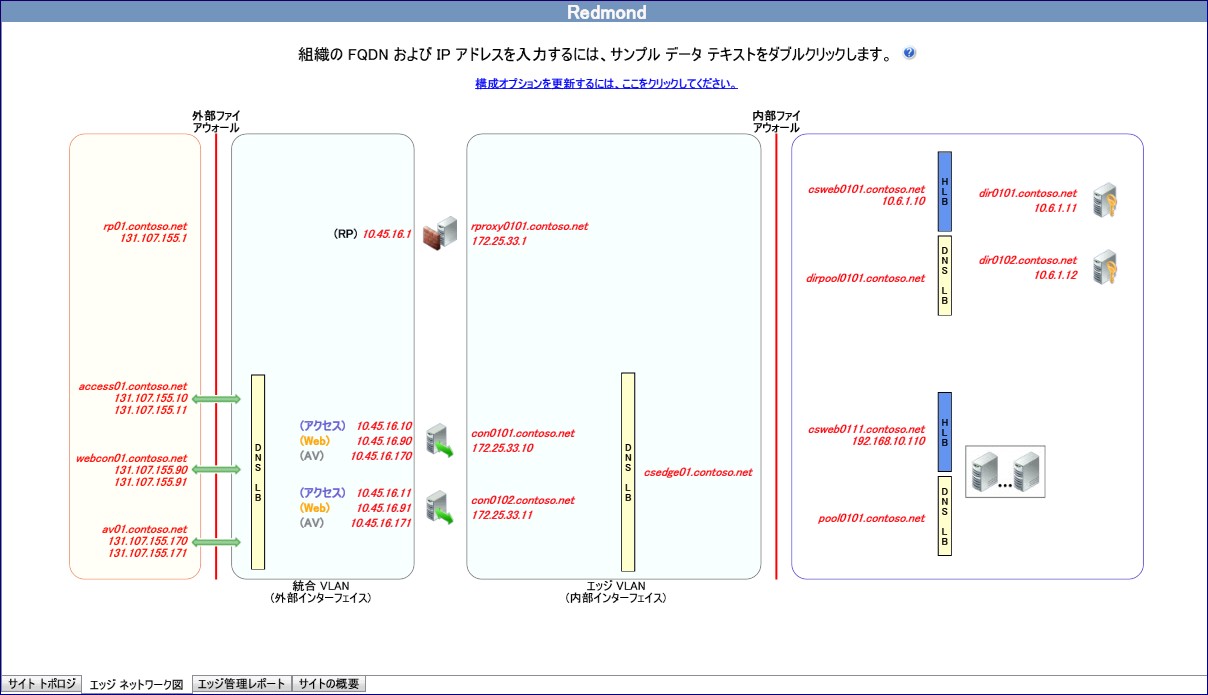 Redmond
組織の FQDN および IP アドレスを入力するには、サンプル データ テキストをダブルクリックします。 ?
構成オプションを更新するには、ここをクリックしてください。
外部ファイ
アウォール
内部ファイ
アウォール
rp01.contoso.net
131.107.155.1
access01.contoso.net
131.107.155.10
131.107.155.11
webcon01.contoso.net
131.107.155.90
131.107.155.91
av01.contoso.net
131.107.155.170
131.107.155.171
(RP) 10.45.16.1
DNS LB
(アクセス) 10.45.16.10
(Web) 10.45.16.90
(AV) 10.45.16.170
(アクセス) 10.45.16.11
(Web) 10.45.16.91
(AV) 10.45.16.171
統合 VLAN
(外部インターフェイス)
rproxy0101.contoso.net
172.25.33.1
con0101.contoso.net
172.25.33.10
con0102.contoso.net
172.25.33.11
DNS LB
csedge01.contoso.net
エッジ VLAN
(内部インターフェイス)
csweb0101.contoso.net
10.6.1.10
HLB
dir0101.contoso.net
10.6.1.11
dirpool0101.contoso.net
DNS LB
dir0102.contoso.net
10.6.1.12
csweb0111.contoso.net
192.168.10.110
HLB
...
pool0101.contoso.net
DNS LB
サイト トポロジ
エッジ ネットワーク図
エッジ管理レポート
サイトの概要